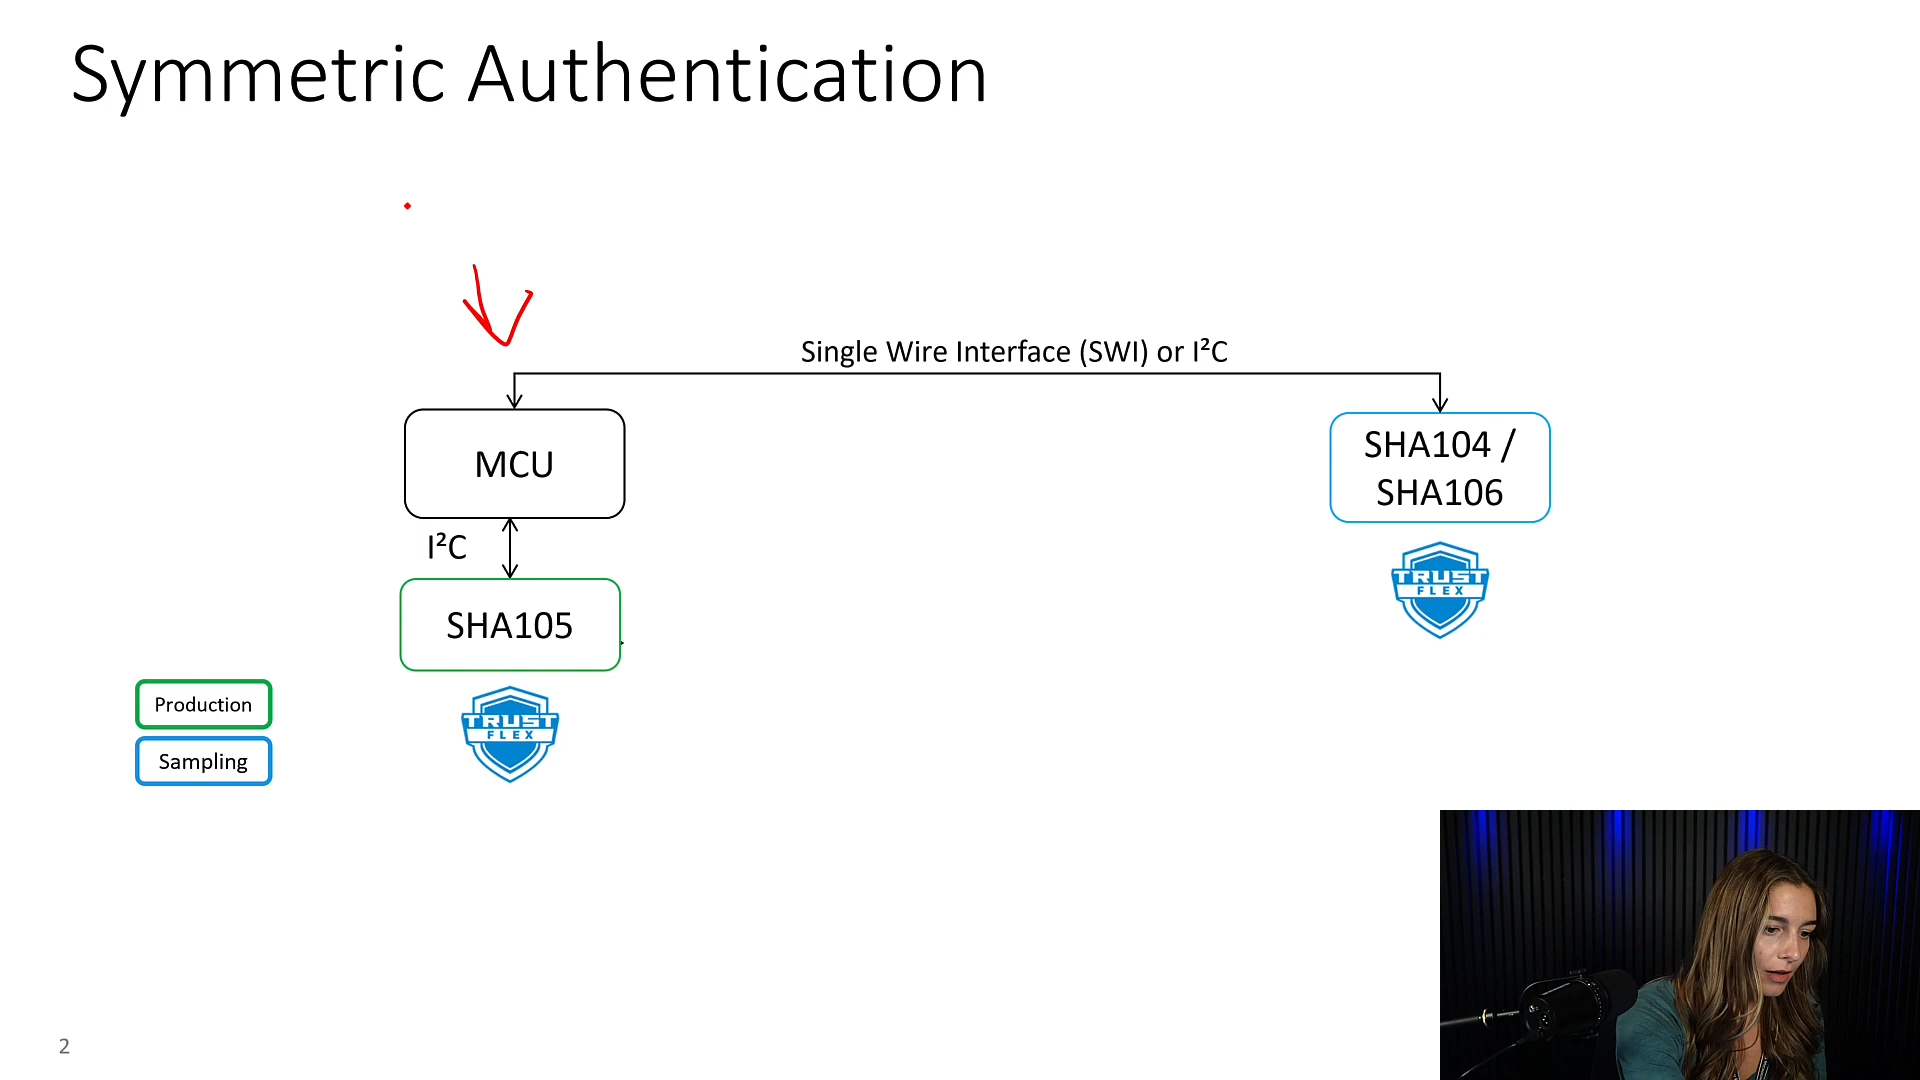 Symmetric Authentication
Single Wire Interface (SWI) or I²C
MCU
SHA104 /
SHA106
I²C
TRUST
FLEX
SHA105
Production
TRUST
FLEX
Sampling
2